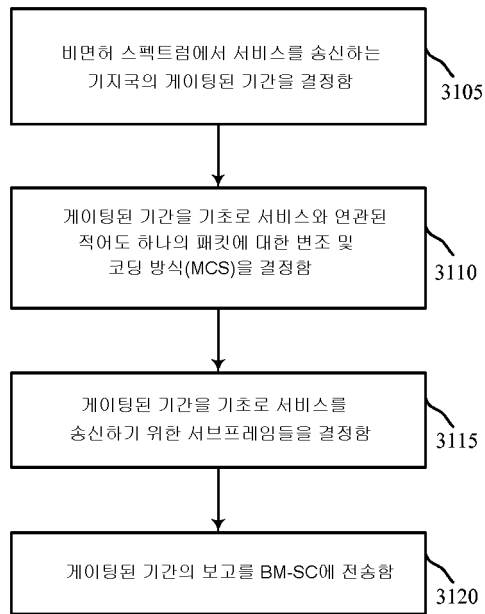 비면허 스펙트럼에서 서비스를 송신하는
기지국의 게이팅된 기간을 결정함
3105
게이팅된 기간을 기초로 서비스와 연관된
적어도 하나의 패킷에 대한 변조 및
코딩 방식(MCS)을 결정함
3110
게이팅된 기간을 기초로 서비스를
송신하기 위한 서브프레임들을 결정함
3115
게이팅된 기간의 보고를 BM-SC에 전송함
3120